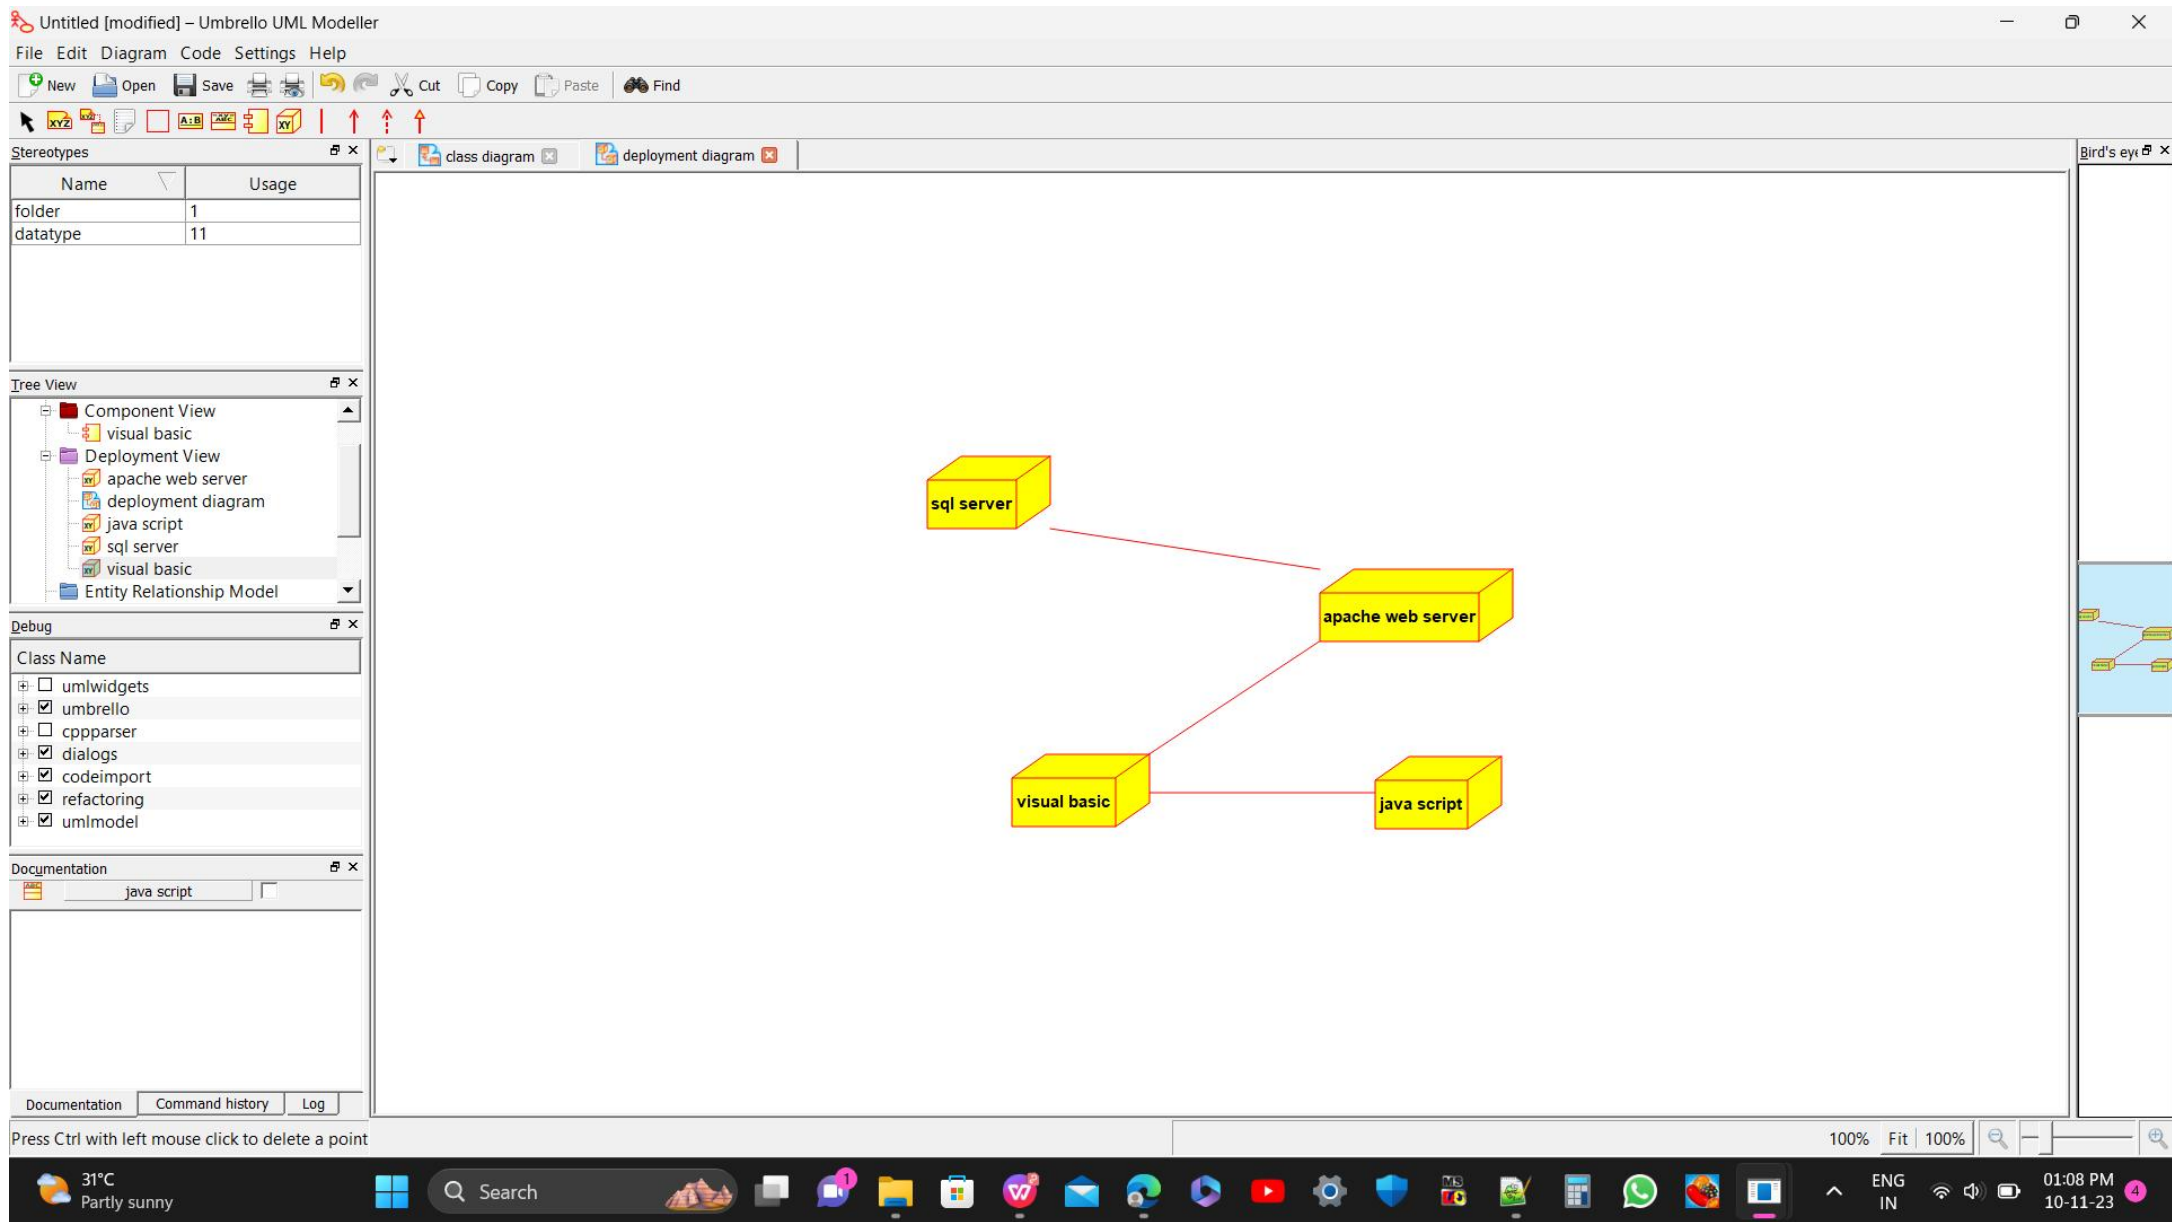 Untitled [modified] – Umbrello UML Modeller
File Edit Diagram Code Settings Help
New Open Save Cut Copy Paste Find
XYZ A:B ABC XY
Stereotypes
Name Usage
folder 1
datatype 11
Tree View
Component View
visual basic
Deployment View
apache web server
deployment diagram
java script
sql server
visual basic
Entity Relationship Model
Debug
Class Name
umlwidgets
umbrello
cppparser
dialogs
codeimport
refactoring
umlmodel
Documentation
java script
Documentation Command history Log
Press Ctrl with left mouse click to delete a point
class diagram deployment diagram
sql server
apache web server
visual basic
java script
Bird's eye
100% Fit 100%
31°C
Partly sunny
Search
1
ENG
IN
01:08 PM
10-11-23
4